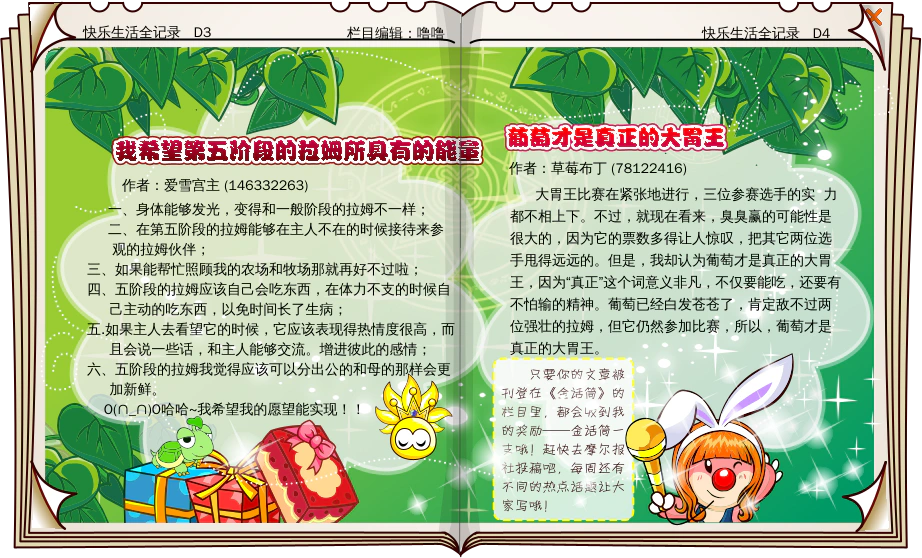 快乐生活全记录 D3
栏目编辑：噜噜
我希望第五阶段的拉姆所具有的能量
作者：爱雪宫主 (146332263)
一、身体能够发光，变得和一般阶段的拉姆不一样；
二、在第五阶段的拉姆能够在主人不在的时候接待来参
观的拉姆伙伴；
三、如果能帮忙照顾我的农场和牧场那就再好不过啦；
四、五阶段的拉姆应该自己会吃东西，在体力不支的时候自
己主动的吃东西，以免时间长了生病；
五.如果主人去看望它的时候，它应该表现得热情度很高，而
且会说一些话，和主人能够交流。增进彼此的感情；
六、五阶段的拉姆我觉得应该可以分出公的和母的那样会更
加新鲜。
O(∩_∩)O哈哈~我希望我的愿望能实现！！
快乐生活全记录 D4
葡萄才是真正的大胃王
作者：草莓布丁 (78122416)
大胃王比赛在紧张地进行，三位参赛选手的实 力
都不相上下。不过，就现在看来，臭臭赢的可能性是
很大的，因为它的票数多得让人惊叹，把其它两位选
手甩得远远的。但是，我却认为葡萄才是真正的大胃
王，因为“真正”这个词意义非凡，不仅要能吃，还要有
不怕输的精神。葡萄已经白发苍苍了，肯定敌不过两
位强壮的拉姆，但它仍然参加比赛，所以，葡萄才是
真正的大胃王。
只要你的文章被
刊登在《金话筒》的
栏目里，都会收到我
的奖励——金话筒一
支哦！赶快去摩尔报
社投稿吧，每周还有
不同的热点话题让大
家写哦！